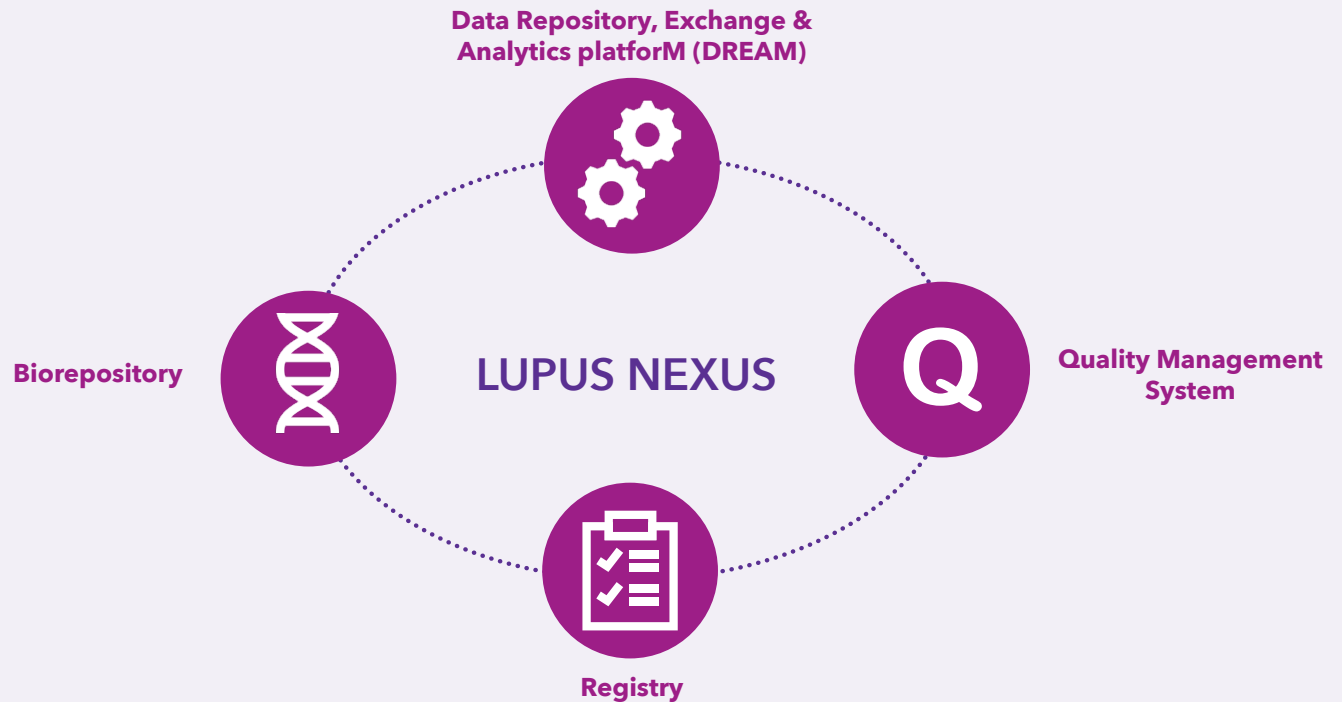 Data Repository, Exchange &
Analytics platforM (DREAM)
Biorepository
LUPUS NEXUS
Q
Quality Management
System
Registry